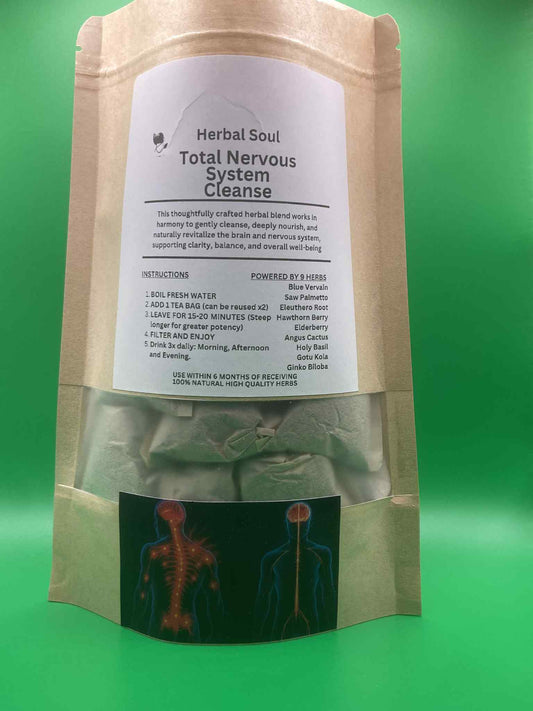 Herbal Soul
Total Nervous
System
Cleanse
This thoughtfully crafted herbal blend works in
harmony to gently cleanse, deeply nourish, and
naturally revitalize the brain and nervous system,
supporting clarity, balance, and overall well-being
INSTRUCTIONS
1. BOIL FRESH WATER
2. ADD 1 TEA BAG (can be reused x2)
3. LEAVE FOR 15-20 MINUTES (Steep
longer for greater potency)
4. FILTER AND ENJOY
5. Drink 3x daily: Morning, Afternoon
and Evening.
POWERED BY 9 HERBS
Blue Vervain
Saw Palmetto
Eleuthero Root
Hawthorn Berry
Elderberry
Angus Cactus
Holy Basil
Gotu Kola
Ginko Biloba
USE WITHIN 6 MONTHS OF RECEIVING
100% NATURAL HIGH QUALITY HERBS